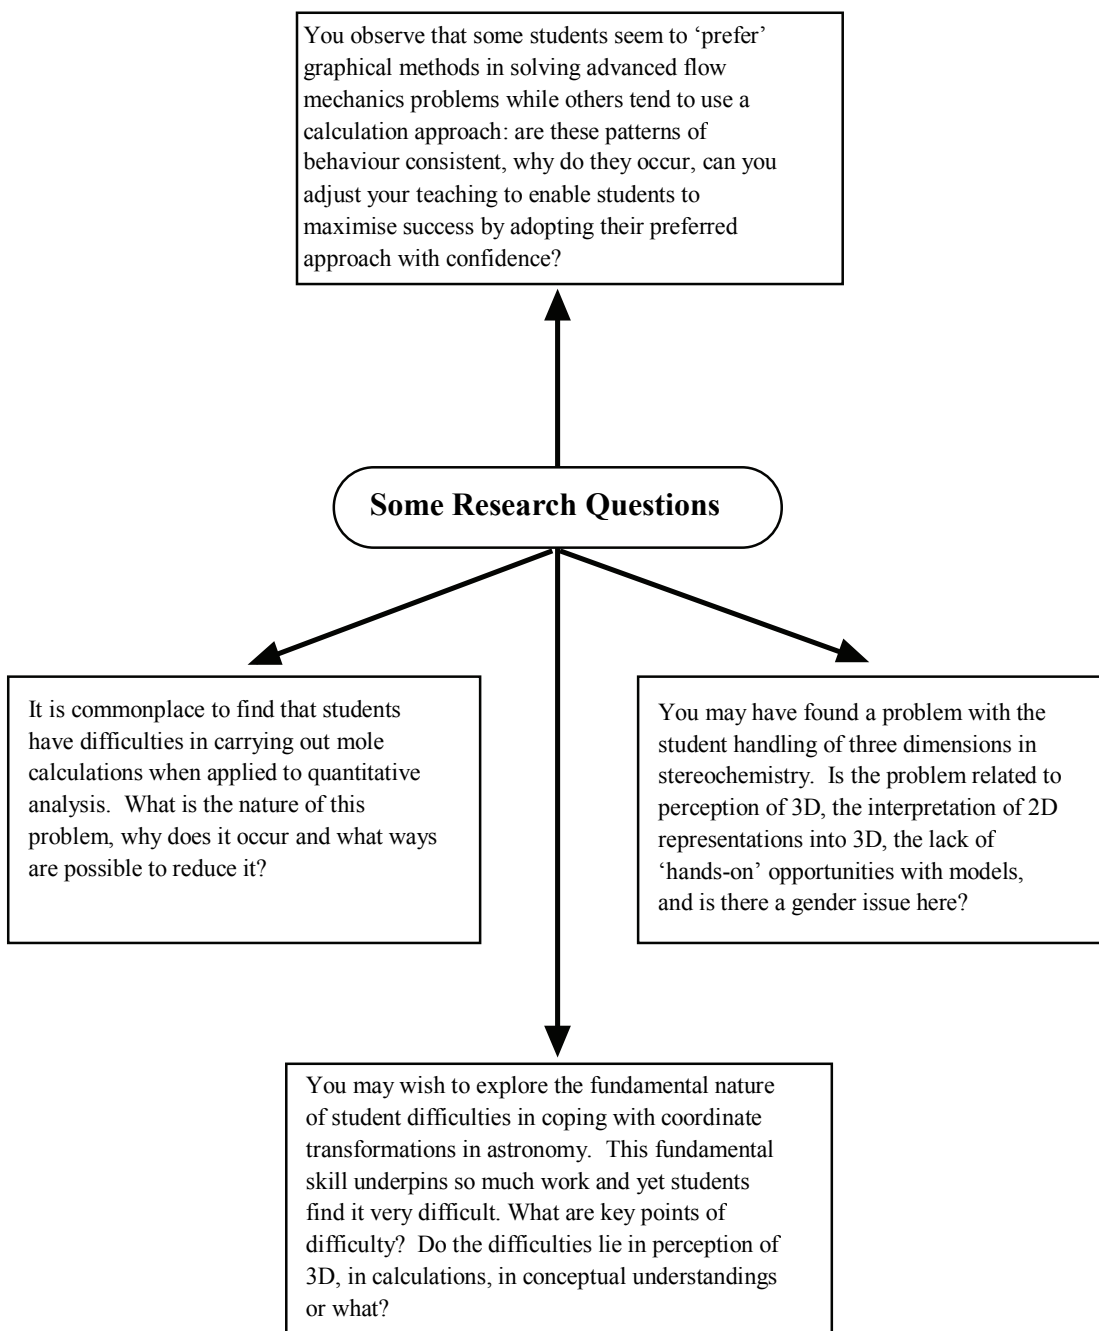 You observe that some students seem to ‘prefer’
graphical methods in solving advanced flow
mechanics problems while others tend to use a
calculation approach: are these patterns of
behaviour consistent, why do they occur, can you
adjust your teaching to enable students to
maximise success by adopting their preferred
approach with confidence?
Some Research Questions
It is commonplace to find that students
have difficulties in carrying out mole
calculations when applied to quantitative
analysis.  What is the nature of this
problem, why does it occur and what ways
are possible to reduce it?
You may have found a problem with the
student handling of three dimensions in
stereochemistry.  Is the problem related to
perception of 3D, the interpretation of 2D
representations into 3D, the lack of
‘hands-on’ opportunities with models,
and is there a gender issue here?
You may wish to explore the fundamental nature
of student difficulties in coping with coordinate
transformations in astronomy.  This fundamental
skill underpins so much work and yet students
find it very difficult. What are key points of
difficulty?  Do the difficulties lie in perception of
3D, in calculations, in conceptual understandings
or what?